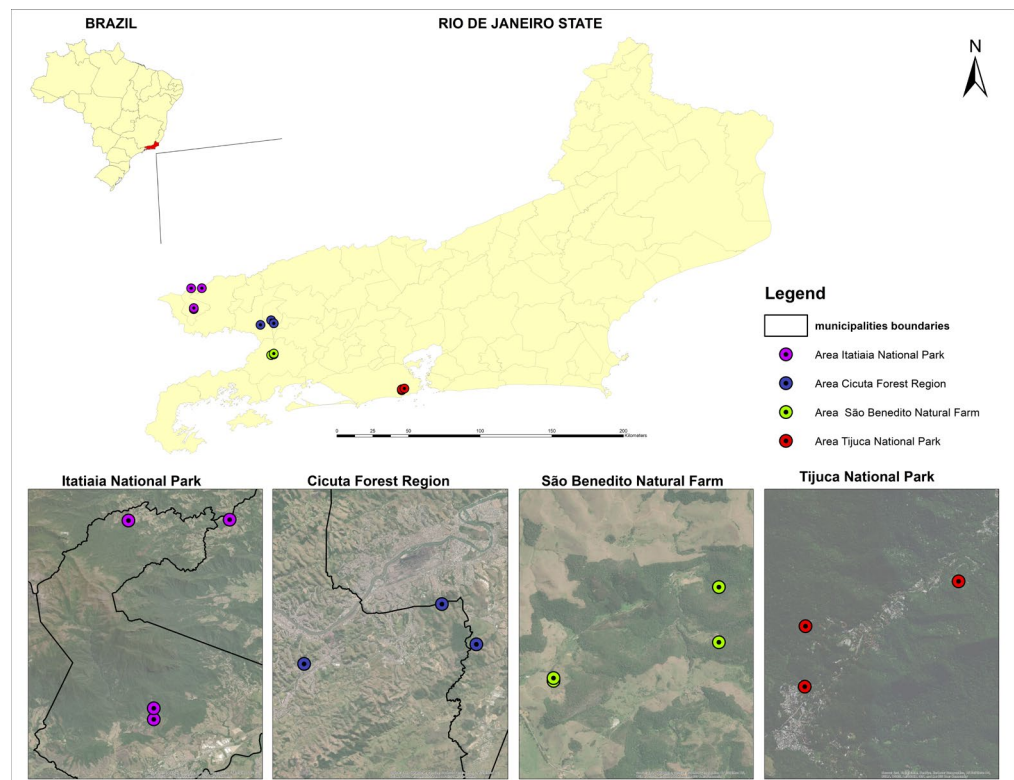 BRAZIL
RIO DE JANEIRO STATE
N
0 25 50 100 150 200
Kilometers
Legend
municipalities boundaries
Area Itatiaia National Park
Area Cicuta Forest Region
Area São Benedito Natural Farm
Area Tijuca National Park
Itatiaia National Park
Cicuta Forest Region
São Benedito Natural Farm
Tijuca National Park